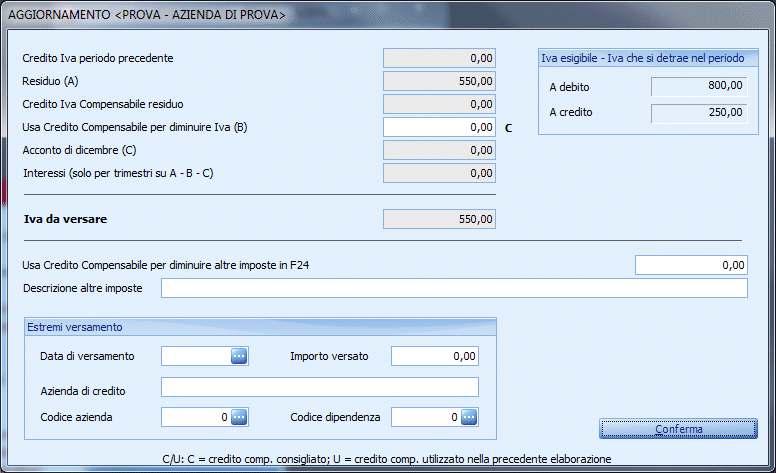 AGGIORNAMENTO <PROVA - AZIENDA DI PROVA>
Credito Iva periodo precedente 0,00
Residuo (A) 550,00
Credito Iva Compensabile residuo 0,00
Usa Credito Compensabile per diminuire Iva (B) 0,00 C
Acconto di dicembre (C) 0,00
Interessi (solo per trimestri su A - B - C) 0,00
Iva da versare 550,00
Iva esigibile - Iva che si detrae nel periodo
A debito 800,00
A credito 250,00
Usa Credito Compensabile per diminuire altre imposte in F24 0,00
Descrizione altre imposte
Estremi versamento
Data di versamento ... Importo versato 0,00
Azienda di credito
Codice azienda 0 ... Codice dipendenza 0 ...
Conferma
C/U: C = credito comp. consigliato; U = credito comp. utilizzato nella precedente elaborazione